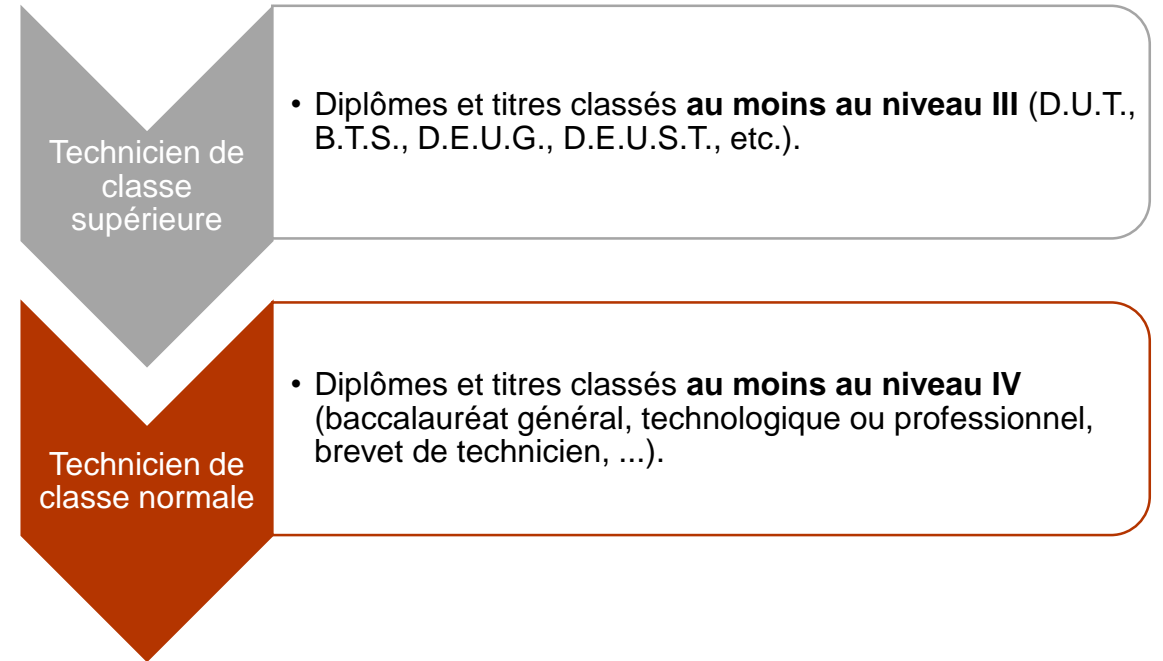 Technicien de
classe
supérieure
• Diplômes et titres classés au moins au niveau III (D.U.T.,
B.T.S., D.E.U.G., D.E.U.S.T., etc.).
Technicien de
classe normale
• Diplômes et titres classés au moins au niveau IV
(baccalauréat général, technologique ou professionnel,
brevet de technicien, ...).